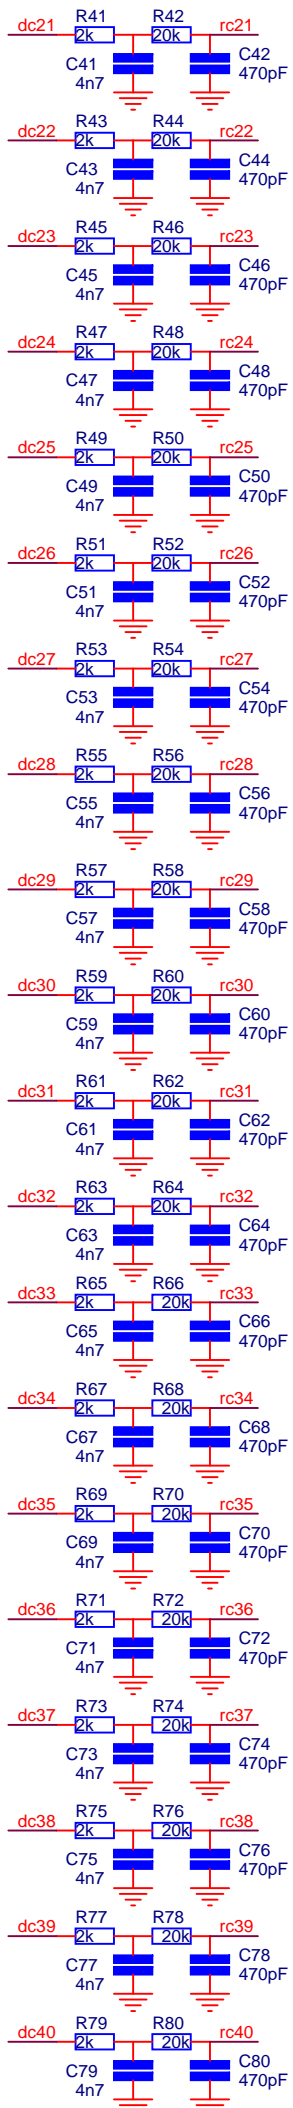 R41 R42
dc21 2k 20k rc21
C41 C42
4n7 470pF
R43 R44
dc22 2k 20k rc22
C43 C44
4n7 470pF
R45 R46
dc23 2k 20k rc23
C45 C46
4n7 470pF
R47 R48
dc24 2k 20k rc24
C47 C48
4n7 470pF
R49 R50
dc25 2k 20k rc25
C49 C50
4n7 470pF
R51 R52
dc26 2k 20k rc26
C51 C52
4n7 470pF
R53 R54
dc27 2k 20k rc27
C53 C54
4n7 470pF
R55 R56
dc28 2k 20k rc28
C55 C56
4n7 470pF
R57 R58
dc29 2k 20k rc29
C57 C58
4n7 470pF
R59 R60
dc30 2k 20k rc30
C59 C60
4n7 470pF
R61 R62
dc31 2k 20k rc31
C61 C62
4n7 470pF
R63 R64
dc32 2k 20k rc32
C63 C64
4n7 470pF
R65 R66
dc33 2k 20k rc33
C65 C66
4n7 470pF
R67 R68
dc34 2k 20k rc34
C67 C68
4n7 470pF
R69 R70
dc35 2k 20k rc35
C69 C70
4n7 470pF
R71 R72
dc36 2k 20k rc36
C71 C72
4n7 470pF
R73 R74
dc37 2k 20k rc37
C73 C74
4n7 470pF
R75 R76
dc38 2k 20k rc38
C75 C76
4n7 470pF
R77 R78
dc39 2k 20k rc39
C77 C78
4n7 470pF
R79 R80
dc40 2k 20k rc40
C79 C80
4n7 470pF